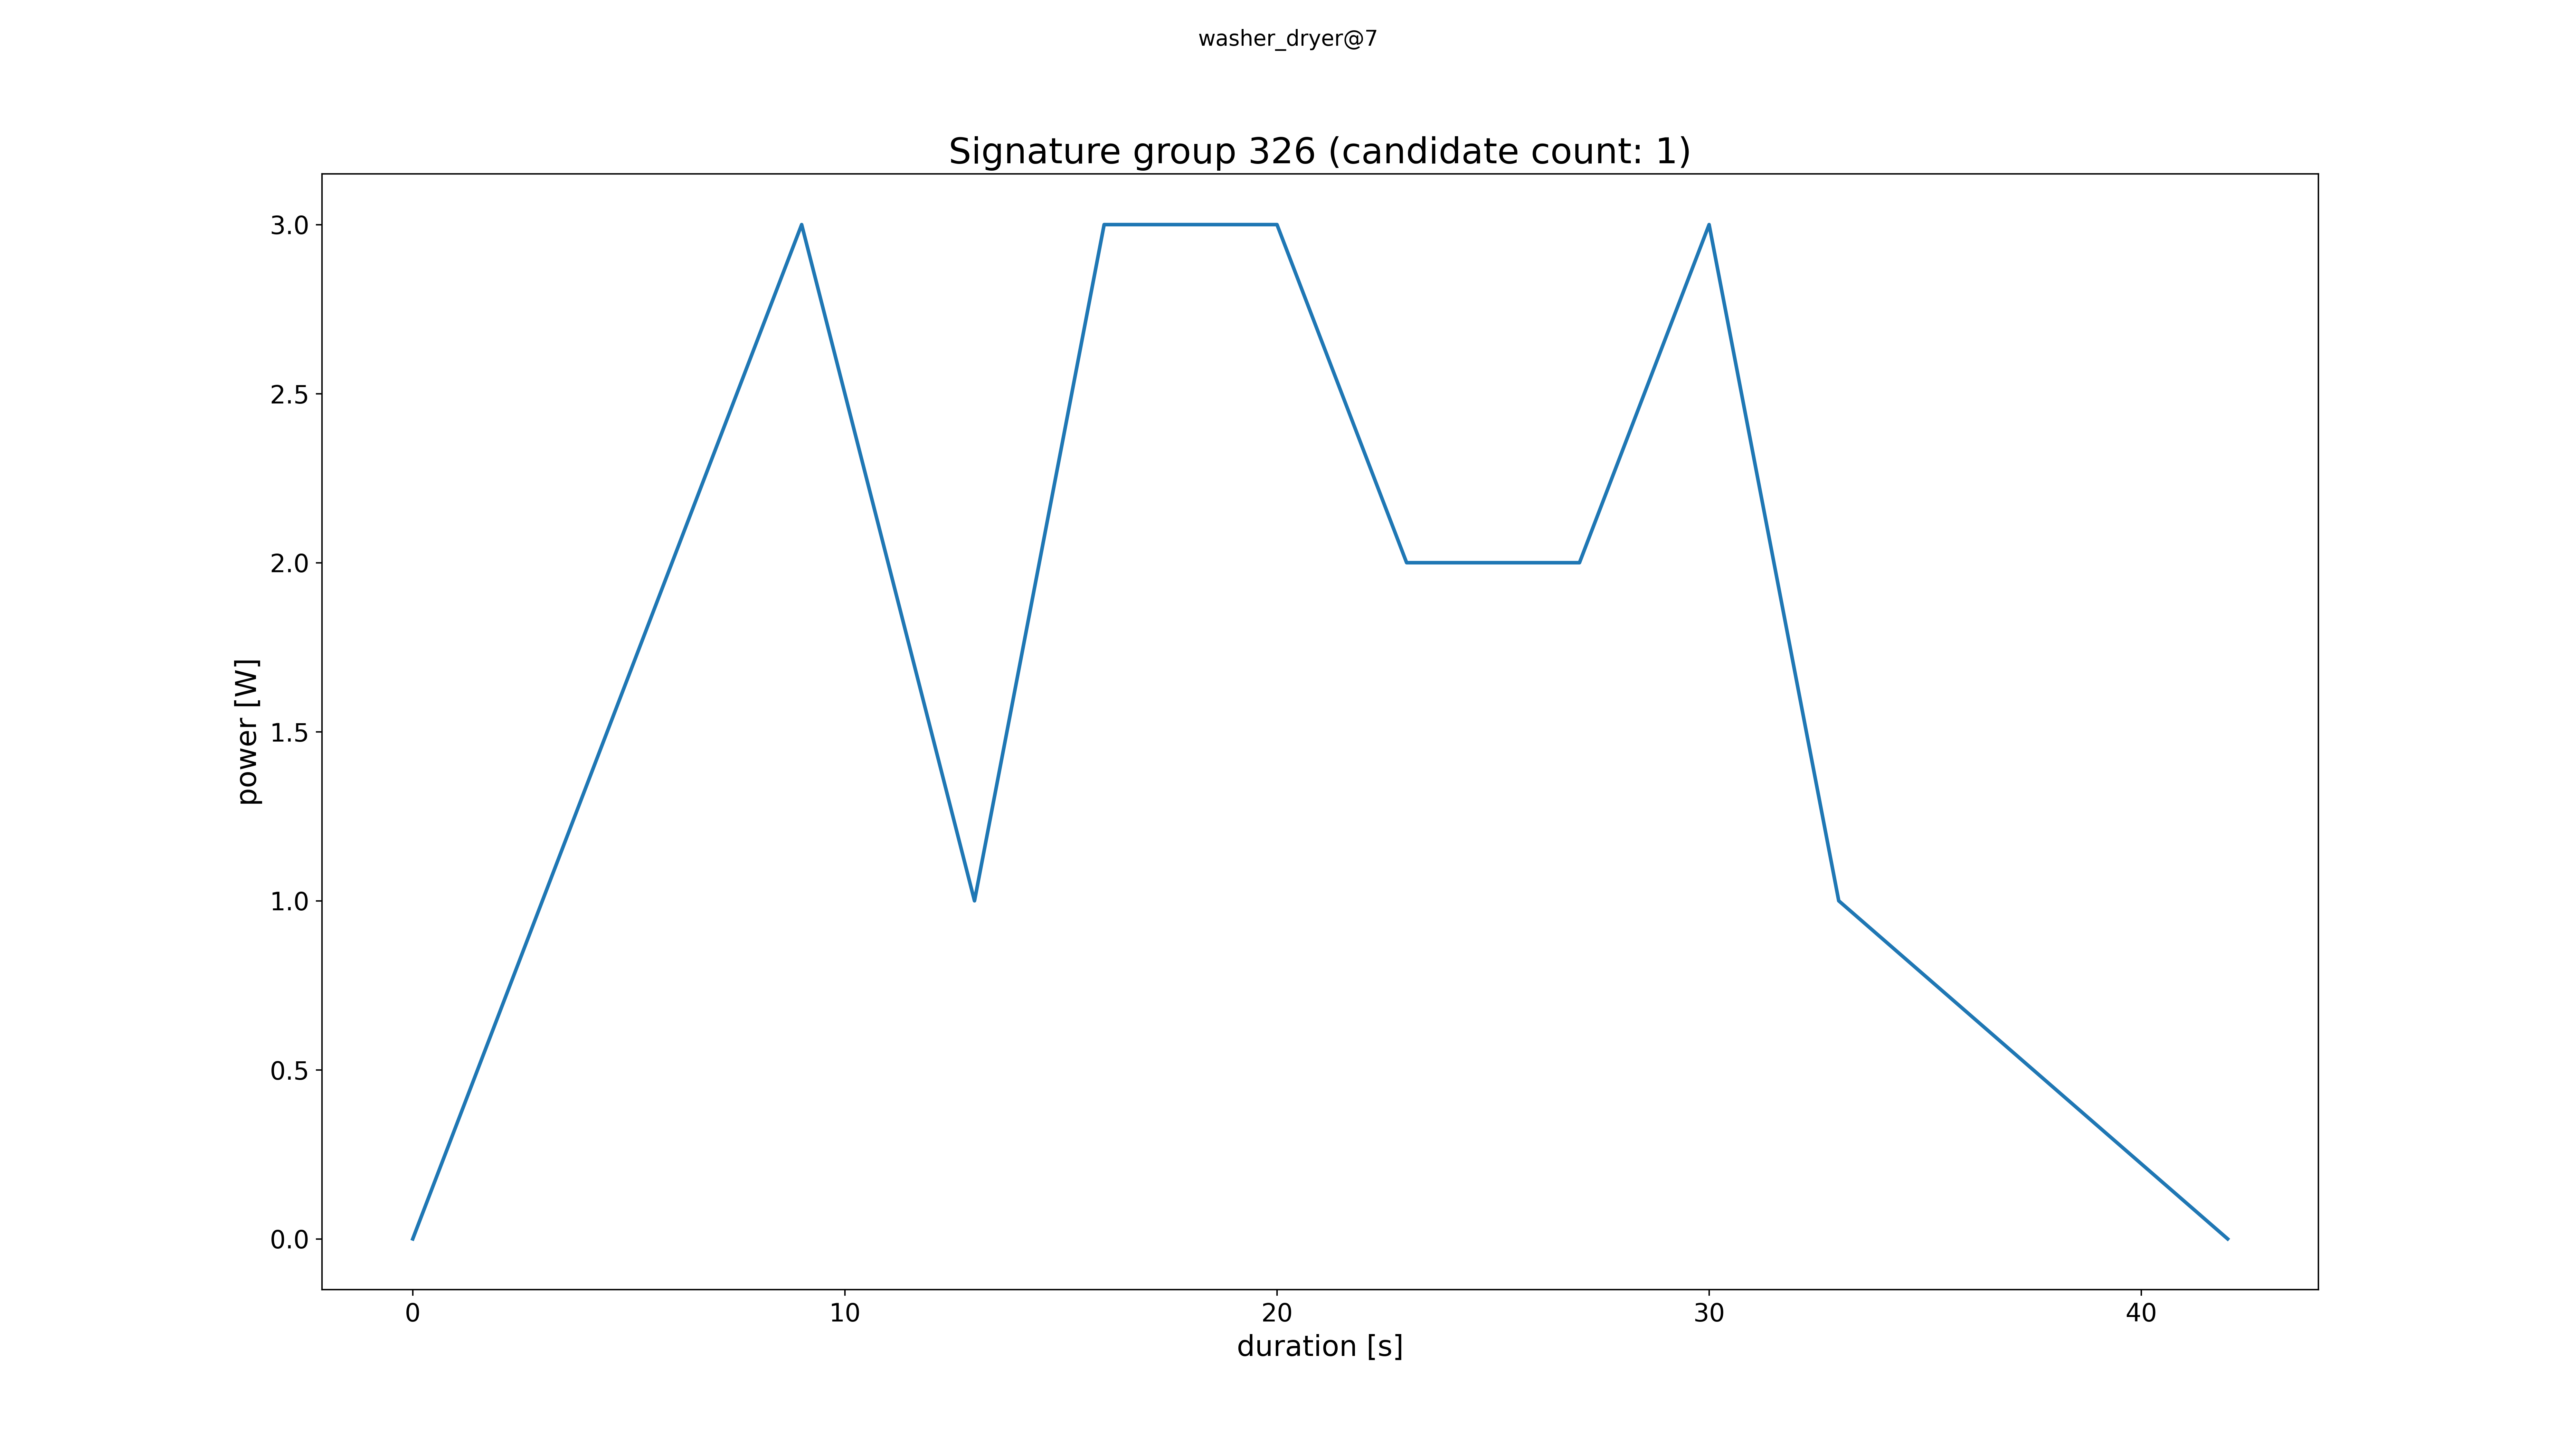 washer_dryer@7
Signature group 326 (candidate count: 1)
3.0
2.5
2.0
1.5
1.0
0.5
0.0
power [W]
0 10 20 30 40
duration [s]